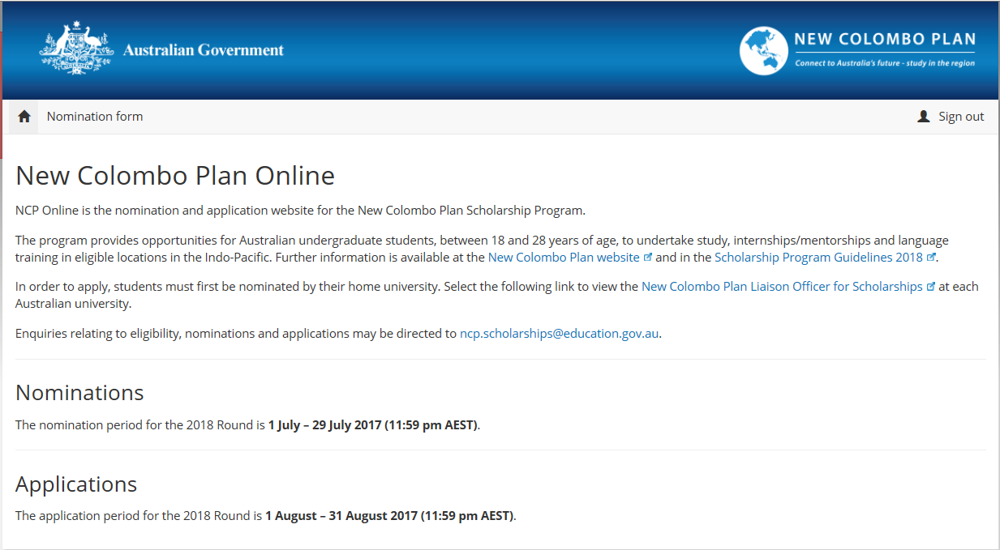 Australian Government
NEW COLOMBO PLAN
Connect to Australia's future - study in the region
Nomination form
Sign out
New Colombo Plan Online
NCP Online is the nomination and application website for the New Colombo Plan Scholarship Program.
The program provides opportunities for Australian undergraduate students, between 18 and 28 years of age, to undertake study, internships/mentorships and language
training in eligible locations in the Indo-Pacific. Further information is available at the New Colombo Plan website and in the Scholarship Program Guidelines 2018.
In order to apply, students must first be nominated by their home university. Select the following link to view the New Colombo Plan Liaison Officer for Scholarships at each
Australian university.
Enquiries relating to eligibility, nominations and applications may be directed to ncp.scholarships@education.gov.au.
Nominations
The nomination period for the 2018 Round is 1 July – 29 July 2017 (11:59 pm AEST).
Applications
The application period for the 2018 Round is 1 August – 31 August 2017 (11:59 pm AEST).